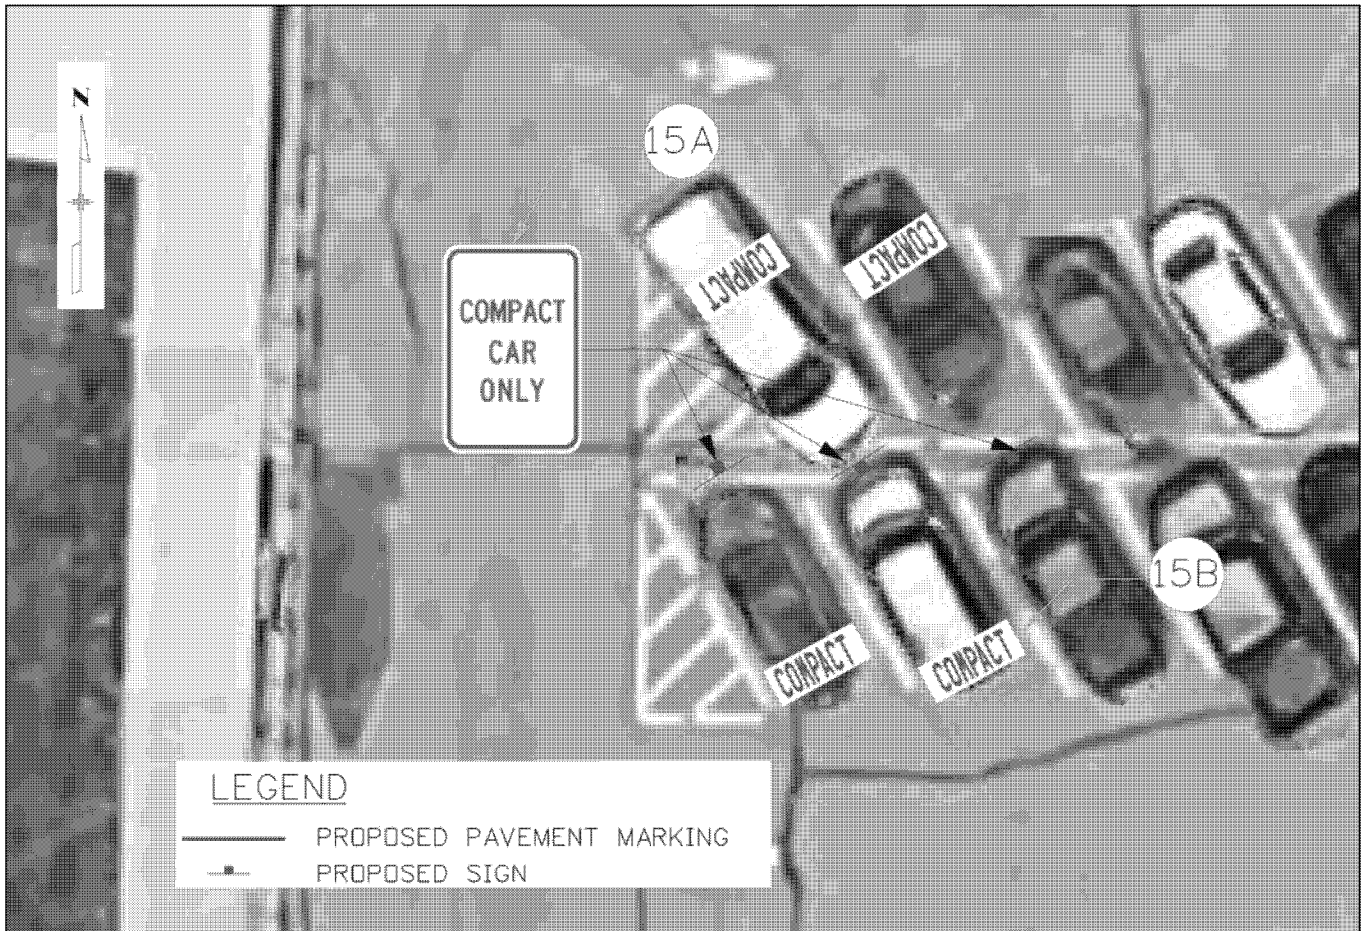 N
15A
COMPACT
COMPACT
COMPACT
CAR
ONLY
15B
COMPACT
COMPACT
LEGEND
PROPOSED PAVEMENT MARKING
PROPOSED SIGN